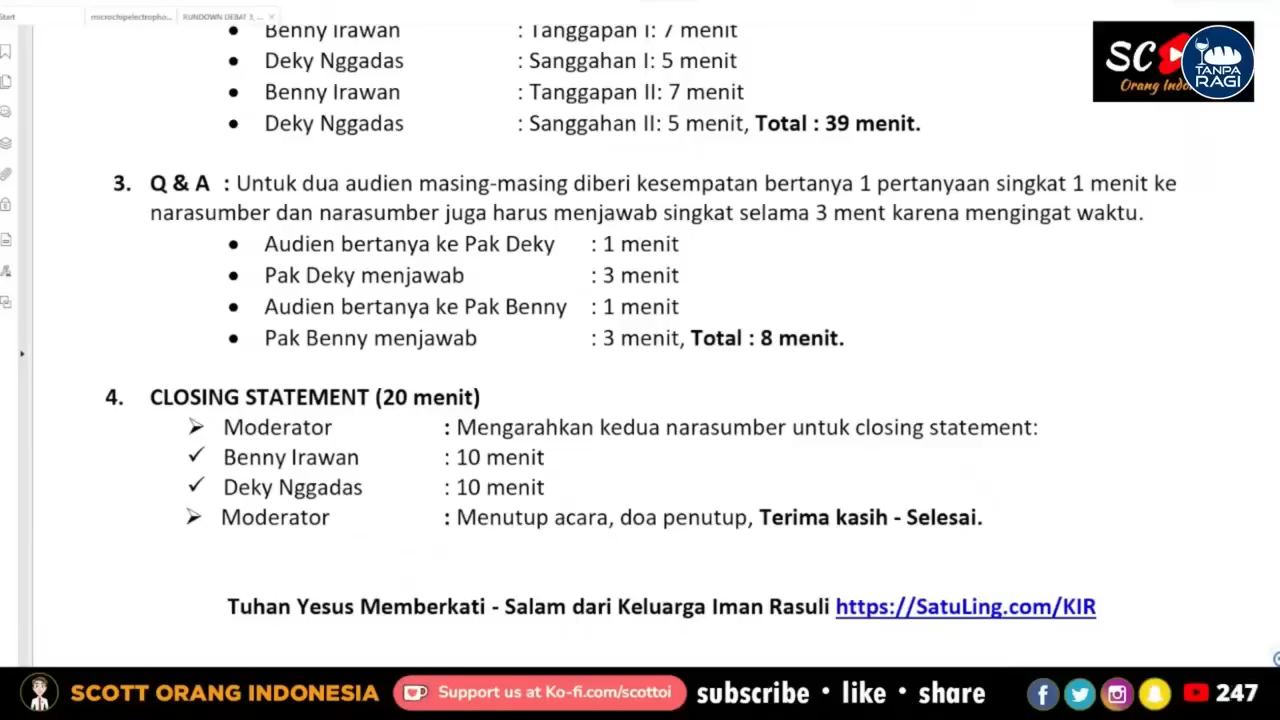 Start
microchipelectropho...
RUNDOWN DEBAT 3, ...
• Benny Irawan : Tanggapan I: 7 menit
• Deky Nggadas : Sanggahan I: 5 menit
• Benny Irawan : Tanggapan II: 7 menit
• Deky Nggadas : Sanggahan II: 5 menit, Total : 39 menit.
3. Q & A : Untuk dua audien masing-masing diberi kesempatan bertanya 1 pertanyaan singkat 1 menit ke
narasumber dan narasumber juga harus menjawab singkat selama 3 ment karena mengingat waktu.
• Audien bertanya ke Pak Deky : 1 menit
• Pak Deky menjawab : 3 menit
• Audien bertanya ke Pak Benny : 1 menit
• Pak Benny menjawab : 3 menit, Total : 8 menit.
4. CLOSING STATEMENT (20 menit)
➢ Moderator : Mengarahkan kedua narasumber untuk closing statement:
✓ Benny Irawan : 10 menit
✓ Deky Nggadas : 10 menit
➢ Moderator : Menutup acara, doa penutup, Terima kasih - Selesai.
Tuhan Yesus Memberkati - Salam dari Keluarga Iman Rasuli https://SatuLing.com/KIR
SC
Orang
TANPA
RAGI
SCOTT ORANG INDONESIA
Support us at Ko-fi.com/scottoi
subscribe • like • share
247